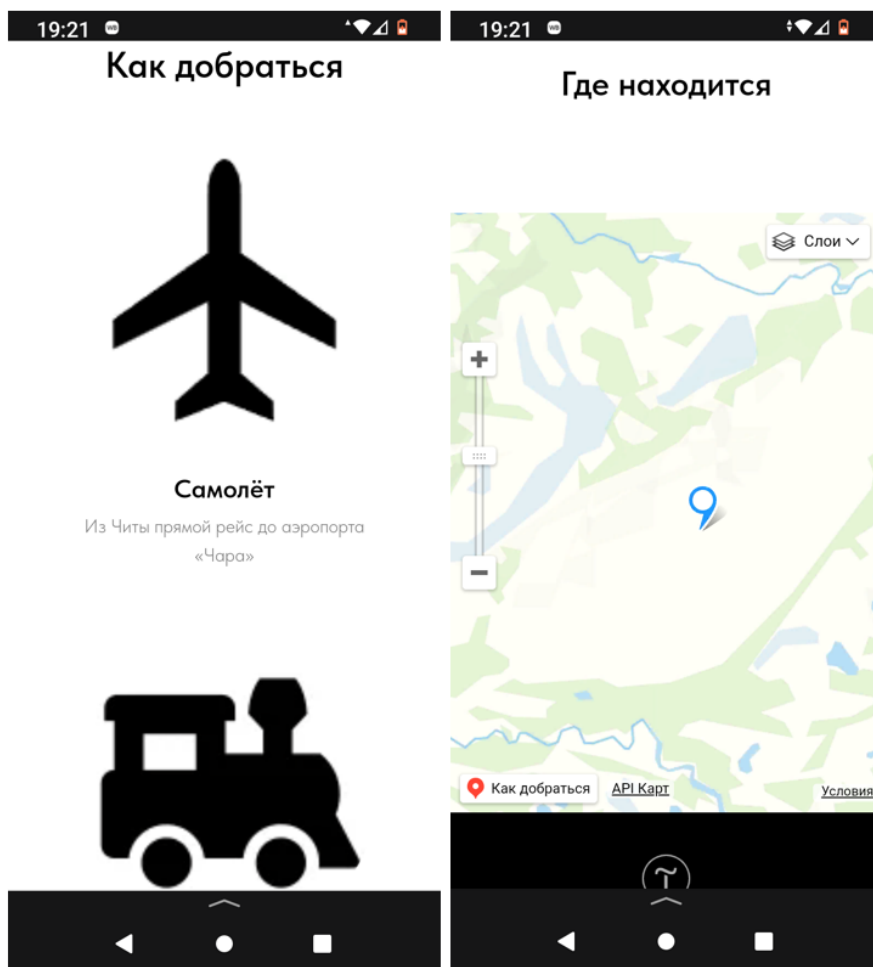 19:21
Как добраться
Самолёт
Из Читы прямой рейс до аэропорта
«Чара»
19:21
Где находится
Слои
Как добраться
API Карт
Условия